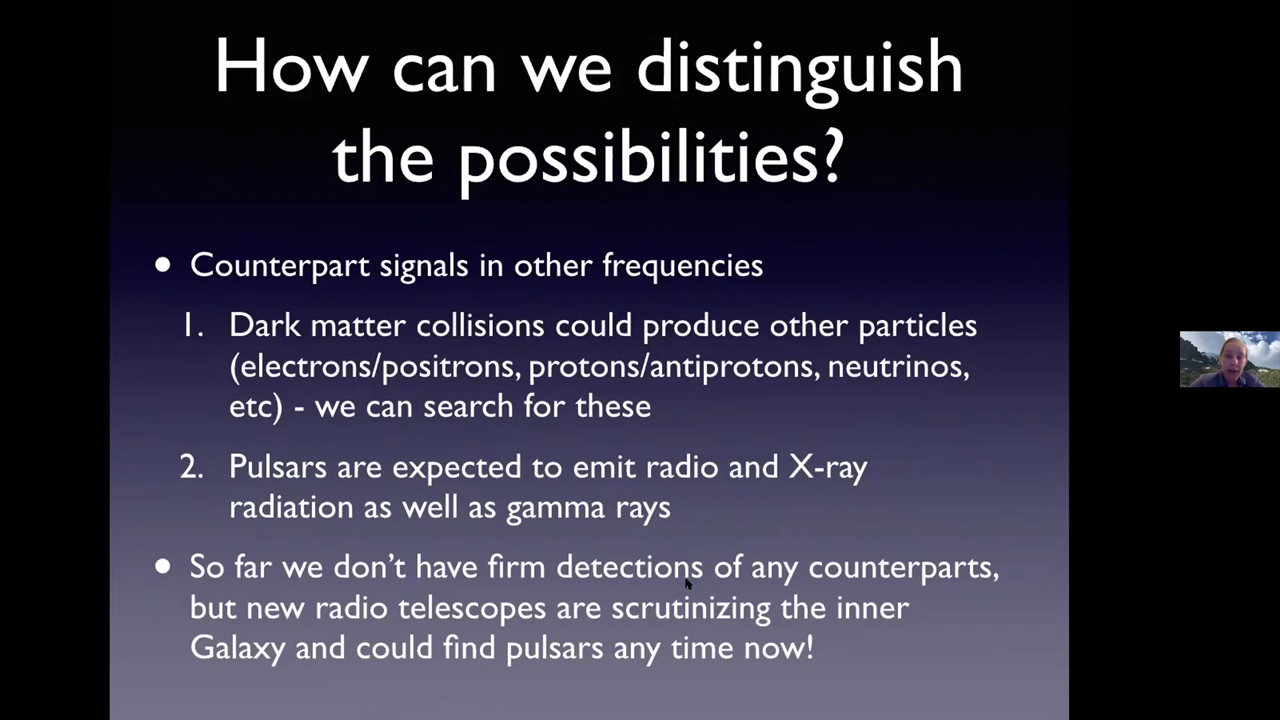 How can we distinguish
the possibilities?
• Counterpart signals in other frequencies
1. Dark matter collisions could produce other particles
(electrons/positrons, protons/antiprotons, neutrinos,
etc) - we can search for these
2. Pulsars are expected to emit radio and X-ray
radiation as well as gamma rays
• So far we don’t have firm detections of any counterparts,
but new radio telescopes are scrutinizing the inner
Galaxy and could find pulsars any time now!